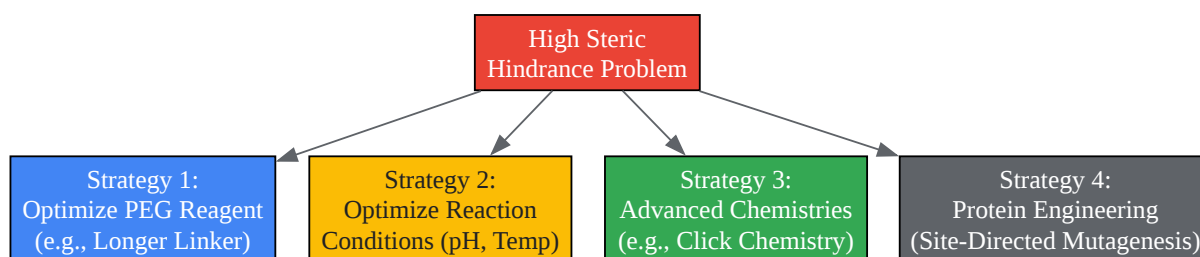 High Steric
Hindrance Problem
Strategy 1:
Optimize PEG Reagent
(e.g., Longer Linker)
Strategy 2:
Optimize Reaction
Conditions (pH, Temp)
Strategy 3:
Advanced Chemistries
(e.g., Click Chemistry)
Strategy 4:
Protein Engineering
(Site-Directed Mutagenesis)